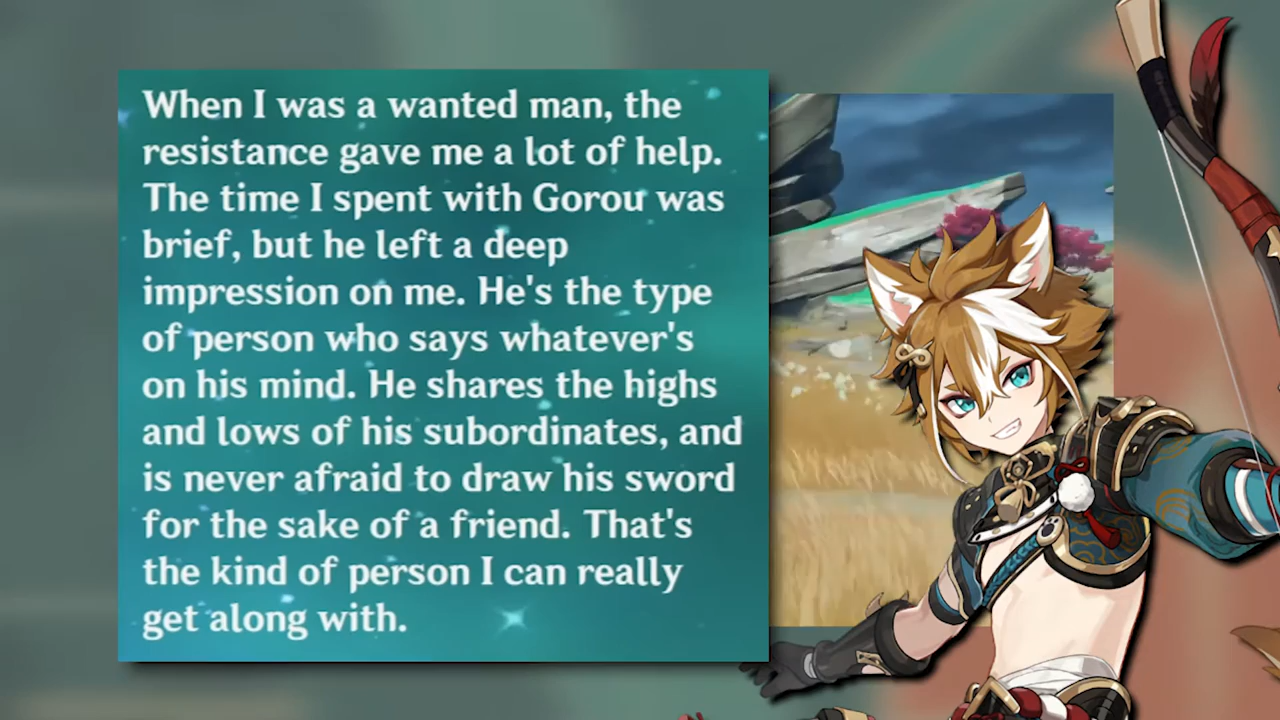 When I was a wanted man, the
resistance gave me a lot of help.
The time I spent with Gorou was
brief, but he left a deep
impression on me. He's the type
of person who says whatever's
on his mind. He shares the highs
and lows of his subordinates, and
is never afraid to draw his sword
for the sake of a friend. That's
the kind of person I can really
get along with.